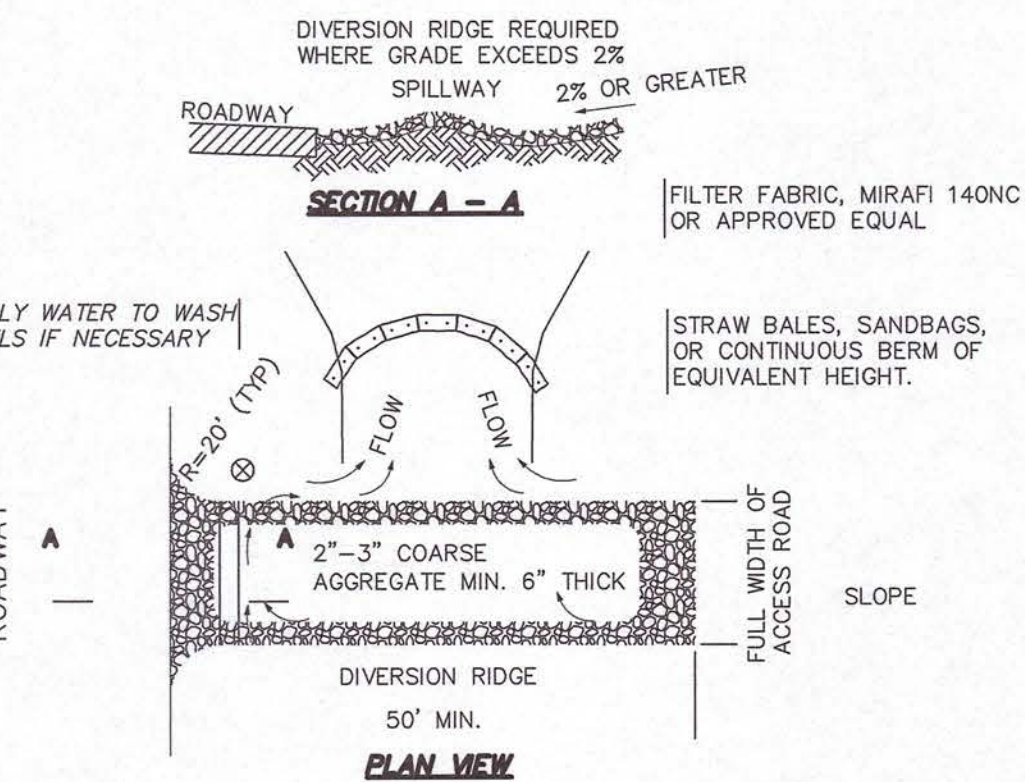 DIVERSION RIDGE REQUIRED
WHERE GRADE EXCEEDS 2%
SPILLWAY
2% OR GREATER
ROADWAY
SECTION A – A
FILTER FABRIC, MIRAFI 140NC
OR APPROVED EQUAL
LY WATER TO WASH
LS IF NECESSARY
STRAW BALES, SANDBAGS,
OR CONTINUOUS BERM OF
EQUIVALENT HEIGHT.
R=20' (TYP)
FLOW
FLOW
ROADWAY
A
A
2"–3" COARSE
AGGREGATE MIN. 6" THICK
FULL WIDTH OF
ACCESS ROAD
SLOPE
DIVERSION RIDGE
50' MIN.
PLAN VIEW